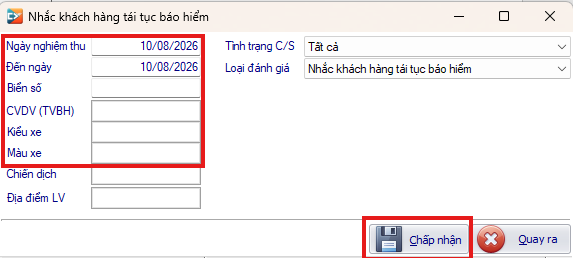 Nhắc khách hàng tái tục báo hiểm
Ngày nghiệm thu 10/08/2026 Tình trạng C/S Tất cả
Đến ngày 10/08/2026 Loại đánh giá Nhắc khách hàng tái tục báo hiểm
Biển số
CVDV (TVBH)
Kiểu xe
Màu xe
Chiến dịch
Địa điểm LV
Chấp nhận Quay ra